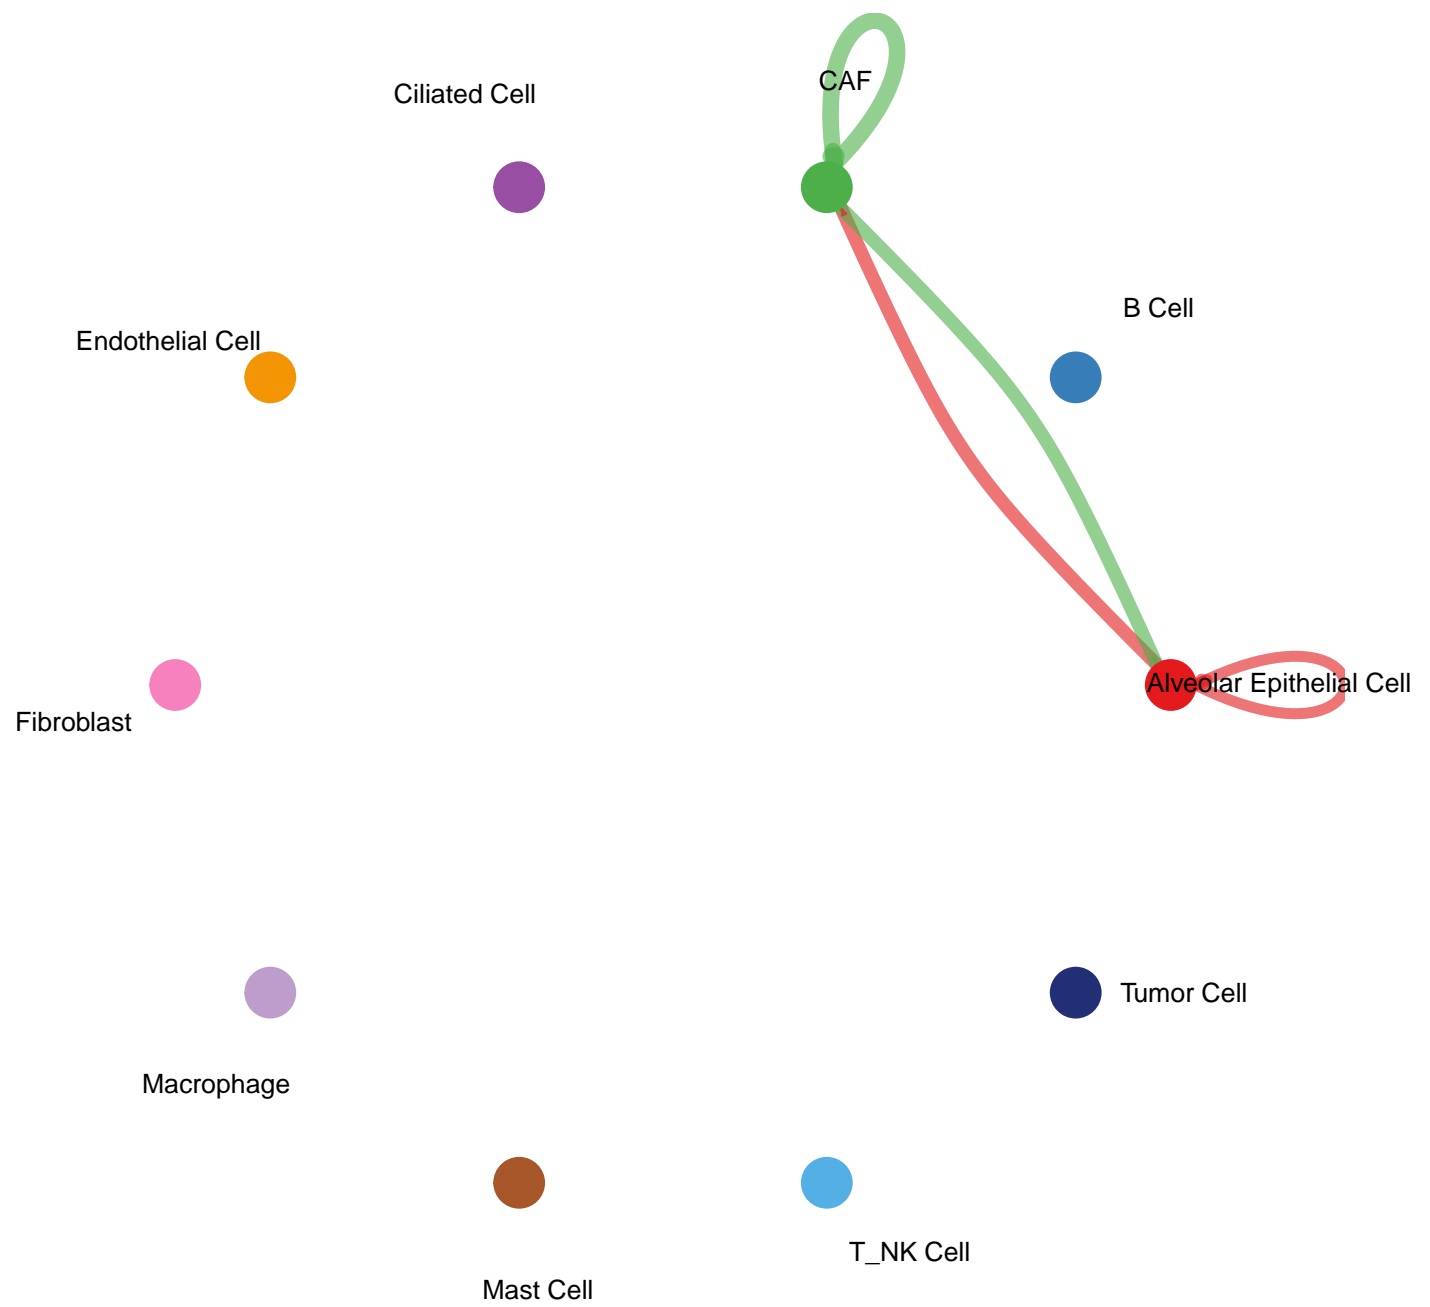 CAF
Ciliated Cell
B Cell
Endothelial Cell
Alveolar Epithelial Cell
Fibroblast
Tumor Cell
Macrophage
T_NK Cell
Mast Cell